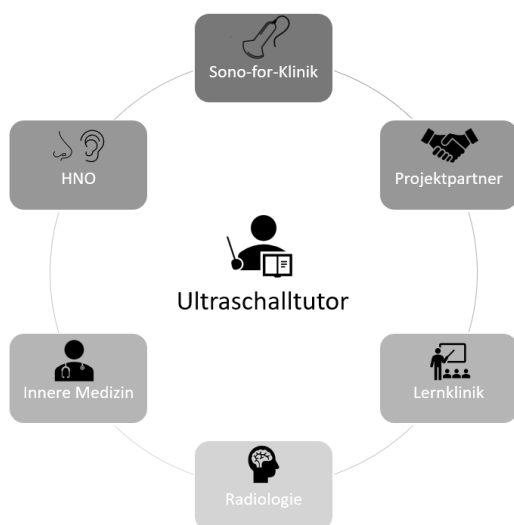 Sono-for-Klinik
HNO
Projektpartner
Ultraschalltutor
Innere Medizin
Lernklinik
Radiologie